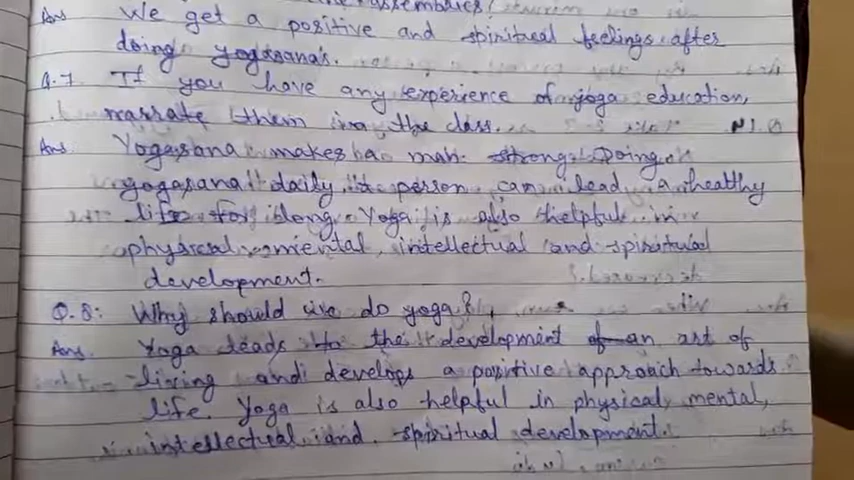 assemblies?
Ans We get a positive and spiritual feelings after
doing yogasana's.
Q.7 If you have any experience of yoga education,
narrate them in the class.
Ans. Yogasana makes a man strong. Doing
yogasana daily, a person can lead a healthy
life for long. Yoga is also helpful in
physical, mental, intellectual and spiritual
development.
Q.8: Why should we do yoga?
Ans. Yoga leads to the development of an art of
living and develops a positive approach towards
life. Yoga is also helpful in physical, mental,
intellectual and spiritual development.